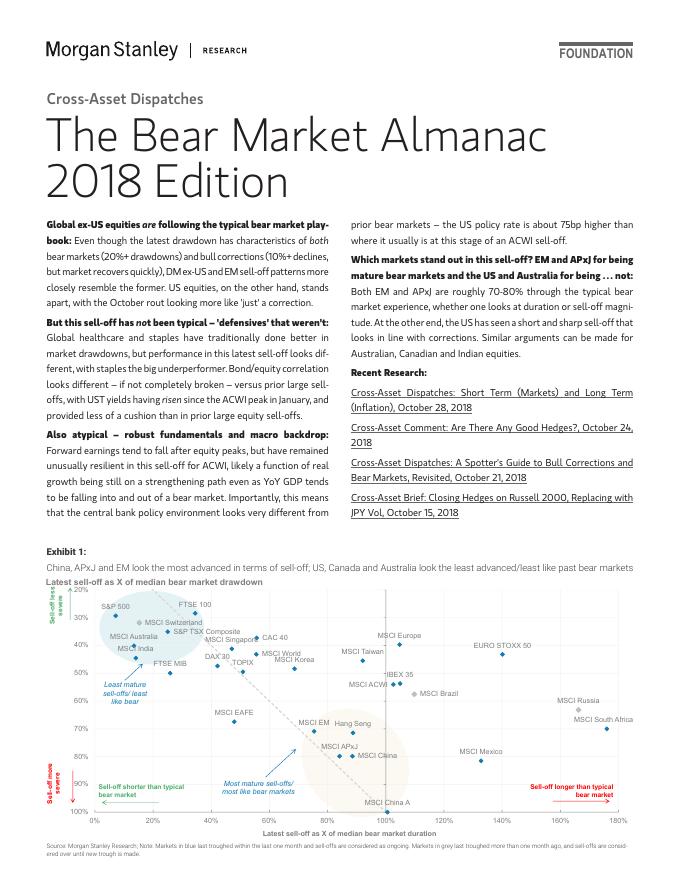 Morgan Stanley | RESEARCH
FOUNDATION
Cross-Asset Dispatches
The Bear Market Almanac
2018 Edition
Global ex-US equities are following the typical bear market play-
book: Even though the latest drawdown has characteristics of both
bear markets (20%+ drawdowns) and bull corrections (10%+ declines,
but market recovers quickly), DM ex-US and EM sell-off patterns more
closely resemble the former. US equities, on the other hand, stands
apart, with the October rout looking more like 'just' a correction.
But this sell-off has not been typical – 'defensives' that weren't:
Global healthcare and staples have traditionally done better in
market drawdowns, but performance in this latest sell-off looks dif-
ferent, with staples the big underperformer. Bond/equity correlation
looks different – if not completely broken – versus prior large sell-
offs, with UST yields having risen since the ACWI peak in January, and
provided less of a cushion than in prior large equity sell-offs.
Also atypical – robust fundamentals and macro backdrop:
Forward earnings tend to fall after equity peaks, but have remained
unusually resilient in this sell-off for ACWI, likely a function of real
growth being still on a strengthening path even as YoY GDP tends
to be falling into and out of a bear market. Importantly, this means
that the central bank policy environment looks very different from
prior bear markets – the US policy rate is about 75bp higher than
where it usually is at this stage of an ACWI sell-off.
Which markets stand out in this sell-off? EM and APxJ for being
mature bear markets and the US and Australia for being ... not:
Both EM and APxJ are roughly 70-80% through the typical bear
market experience, whether one looks at duration or sell-off magni-
tude. At the other end, the US has seen a short and sharp sell-off that
looks in line with corrections. Similar arguments can be made for
Australian, Canadian and Indian equities.
Recent Research:
Cross-Asset Dispatches: Short Term (Markets) and Long Term
(Inflation), October 28, 2018
Cross-Asset Comment: Are There Any Good Hedges?, October 24,
2018
Cross-Asset Dispatches: A Spotter's Guide to Bull Corrections and
Bear Markets, Revisited, October 21, 2018
Cross-Asset Brief: Closing Hedges on Russell 2000, Replacing with
JPY Vol, October 15, 2018
Exhibit 1:
China, APxJ and EM look the most advanced in terms of sell-off; US, Canada and Australia look the least advanced/least like past bear markets
Latest sell-off as X of median bear market drawdown
Sell-off less
severe
20%
30%
40%
50%
60%
70%
80%
90%
100%
Sell-off more
severe
S&P 500
FTSE 100
MSCI Switzerland
S&P TSX Composite
MSCI Australia
MSCI India
MSCI Singapore
CAC 40
MSCI World
DAX 30
TOPIX
MSCI Korea
FTSE MIB
MSCI Europe
MSCI Taiwan
EURO STOXX 50
MSCI ACWI
IBEX 35
MSCI Brazil
MSCI Russia
MSCI South Africa
MSCI EAFE
MSCI EM
Hang Seng
MSCI APxJ
MSCI China
MSCI Mexico
MSCI China A
Least mature
sell-offs/ least
like bear
Most mature sell-offs/
most like bear markets
Sell-off shorter than typical
bear market
Sell-off longer than typical
bear market
0%
20%
40%
60%
80%
100%
120%
140%
160%
180%
Latest sell-off as X of median bear market duration
Source: Morgan Stanley Research; Note: Markets in blue last troughed within the last one month and sell-offs are considered as ongoing. Markets in grey last troughed more than one month ago, and sell-offs are consid-
ered over until new trough is made.